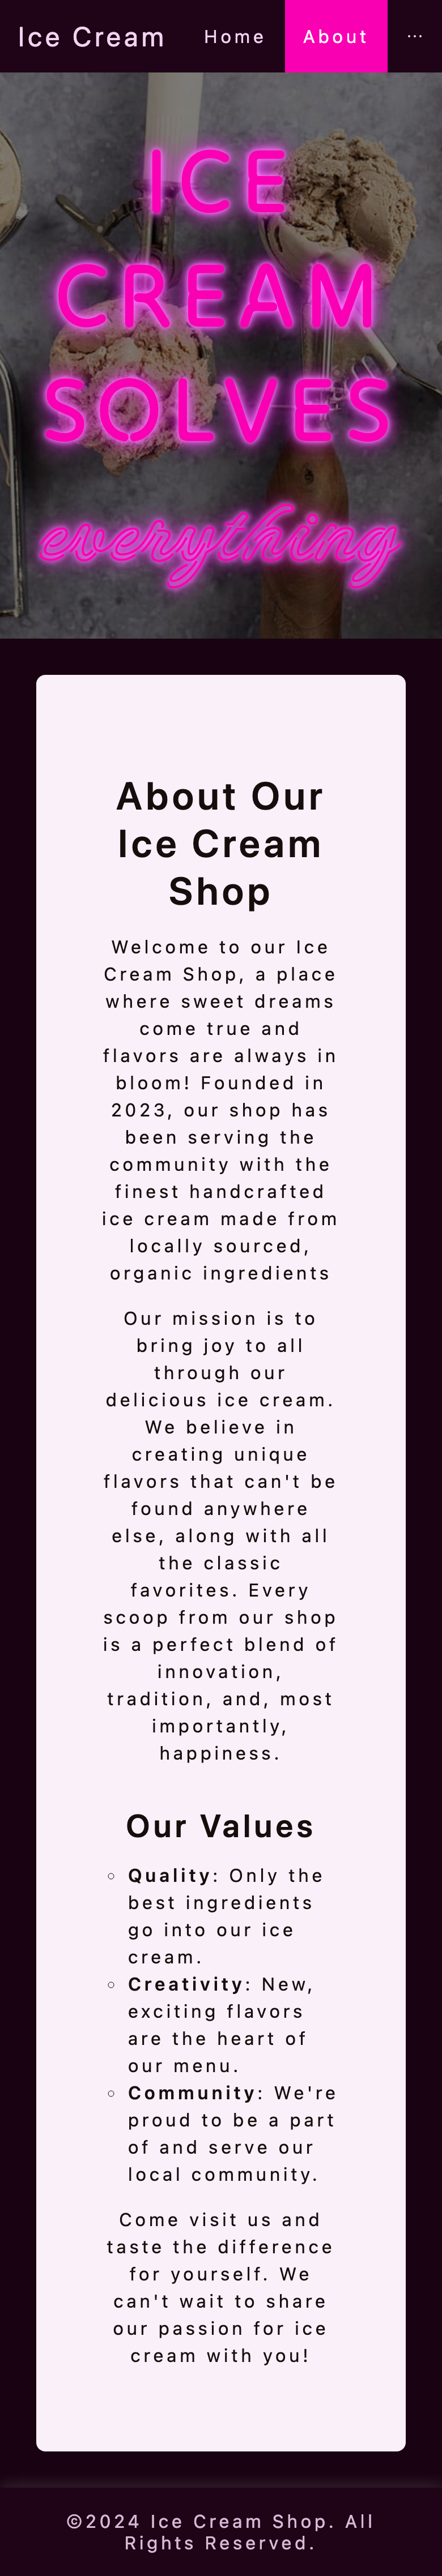 Ice Cream Home About ...
ICE
CREAM
SOLVES
everything
About Our
Ice Cream
Shop
Welcome to our Ice
Cream Shop, a place
where sweet dreams
come true and
flavors are always in
bloom! Founded in
2023, our shop has
been serving the
community with the
finest handcrafted
ice cream made from
locally sourced,
organic ingredients
Our mission is to
bring joy to all
through our
delicious ice cream.
We believe in
creating unique
flavors that can't be
found anywhere
else, along with all
the classic
favorites. Every
scoop from our shop
is a perfect blend of
innovation,
tradition, and, most
importantly,
happiness.
Our Values
Quality: Only the
best ingredients
go into our ice
cream.
Creativity: New,
exciting flavors
are the heart of
our menu.
Community: We're
proud to be a part
of and serve our
local community.
Come visit us and
taste the difference
for yourself. We
can't wait to share
our passion for ice
cream with you!
©2024 Ice Cream Shop. All
Rights Reserved.